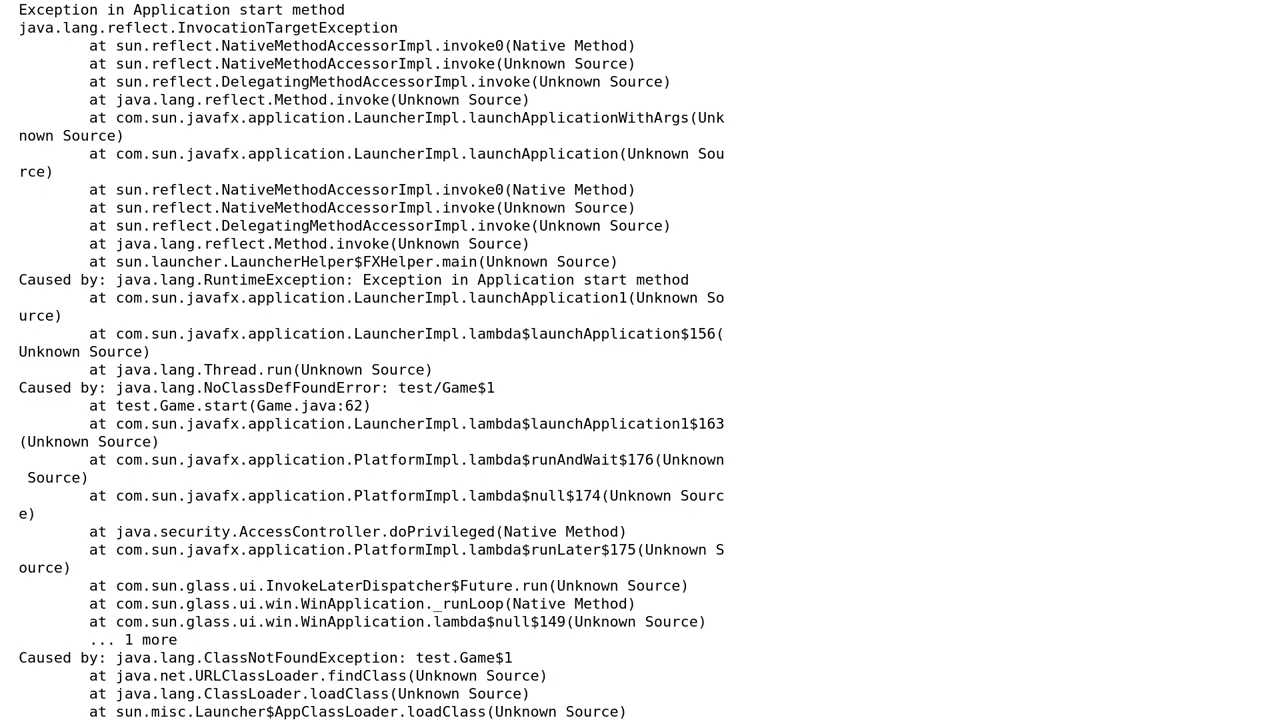 Exception in Application start method
java.lang.reflect.InvocationTargetException
        at sun.reflect.NativeMethodAccessorImpl.invoke0(Native Method)
        at sun.reflect.NativeMethodAccessorImpl.invoke(Unknown Source)
        at sun.reflect.DelegatingMethodAccessorImpl.invoke(Unknown Source)
        at java.lang.reflect.Method.invoke(Unknown Source)
        at com.sun.javafx.application.LauncherImpl.launchApplicationWithArgs(Unk
nown Source)
        at com.sun.javafx.application.LauncherImpl.launchApplication(Unknown Sou
rce)
        at sun.reflect.NativeMethodAccessorImpl.invoke0(Native Method)
        at sun.reflect.NativeMethodAccessorImpl.invoke(Unknown Source)
        at sun.reflect.DelegatingMethodAccessorImpl.invoke(Unknown Source)
        at java.lang.reflect.Method.invoke(Unknown Source)
        at sun.launcher.LauncherHelper$FXHelper.main(Unknown Source)
Caused by: java.lang.RuntimeException: Exception in Application start method
        at com.sun.javafx.application.LauncherImpl.launchApplication1(Unknown So
urce)
        at com.sun.javafx.application.LauncherImpl.lambda$launchApplication$156(
Unknown Source)
        at java.lang.Thread.run(Unknown Source)
Caused by: java.lang.NoClassDefFoundError: test/Game$1
        at test.Game.start(Game.java:62)
        at com.sun.javafx.application.LauncherImpl.lambda$launchApplication1$163
(Unknown Source)
        at com.sun.javafx.application.PlatformImpl.lambda$runAndWait$176(Unknown
 Source)
        at com.sun.javafx.application.PlatformImpl.lambda$null$174(Unknown Sourc
e)
        at java.security.AccessController.doPrivileged(Native Method)
        at com.sun.javafx.application.PlatformImpl.lambda$runLater$175(Unknown S
ource)
        at com.sun.glass.ui.InvokeLaterDispatcher$Future.run(Unknown Source)
        at com.sun.glass.ui.win.WinApplication._runLoop(Native Method)
        at com.sun.glass.ui.win.WinApplication.lambda$null$149(Unknown Source)
        ... 1 more
Caused by: java.lang.ClassNotFoundException: test.Game$1
        at java.net.URLClassLoader.findClass(Unknown Source)
        at java.lang.ClassLoader.loadClass(Unknown Source)
        at sun.misc.Launcher$AppClassLoader.loadClass(Unknown Source)